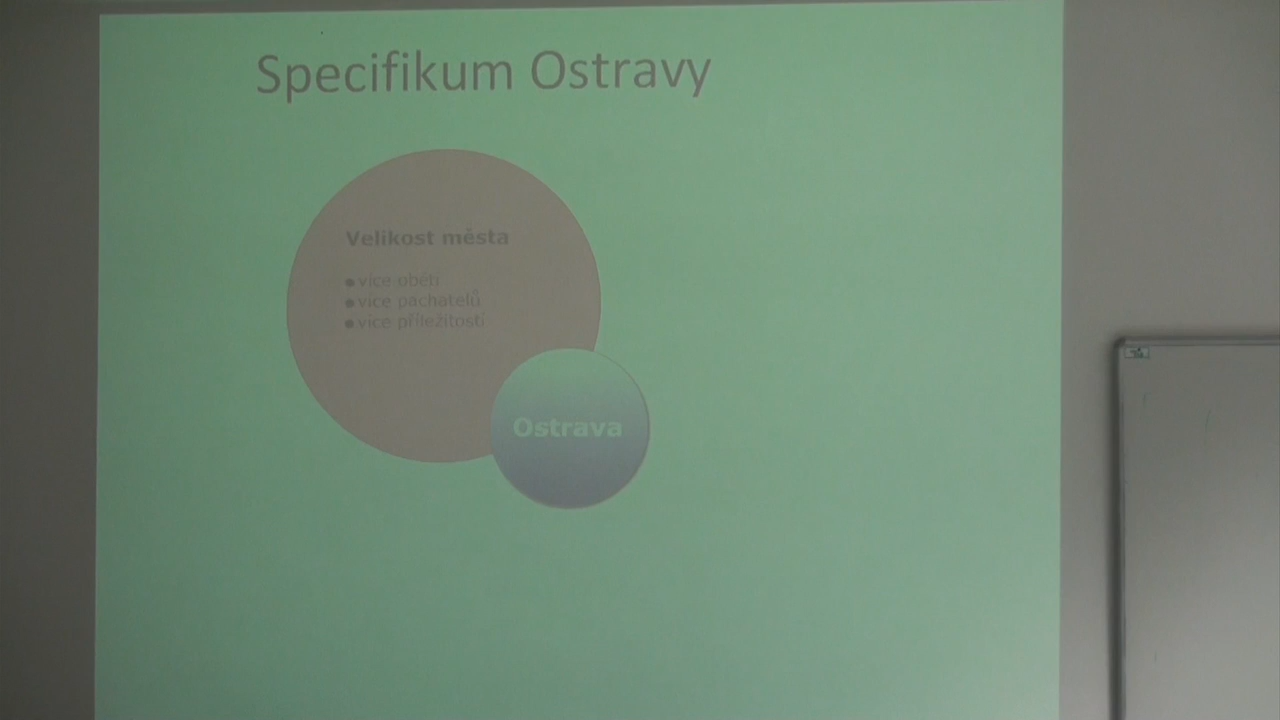 Specifikum Ostravy
Velikost města
● více obětí
● více pachatelů
● více příležitostí
Ostrava